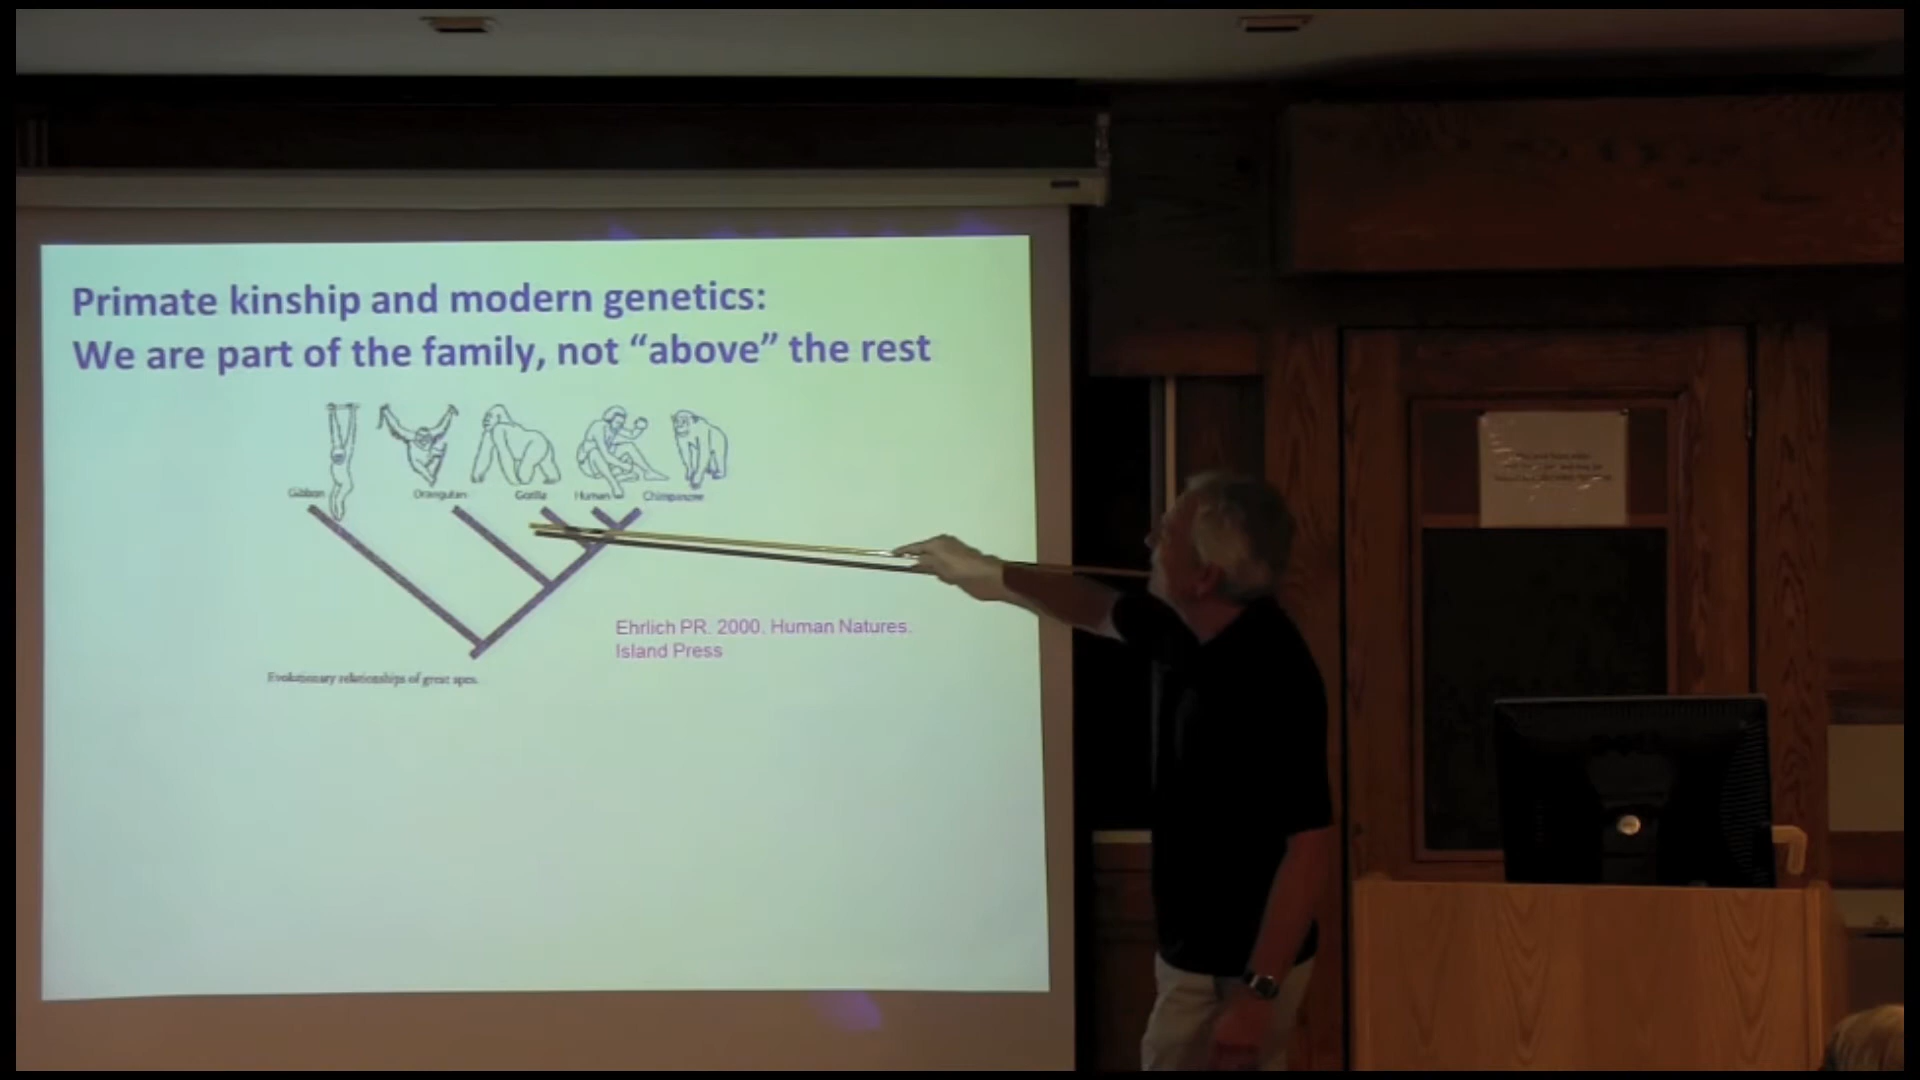 Primate kinship and modern genetics:
We are part of the family, not “above” the rest
Gibbon Orangutan Gorilla Human Chimpanzee
Ehrlich PR. 2000. Human Natures.
Island Press
Evolutionary relationships of great apes.